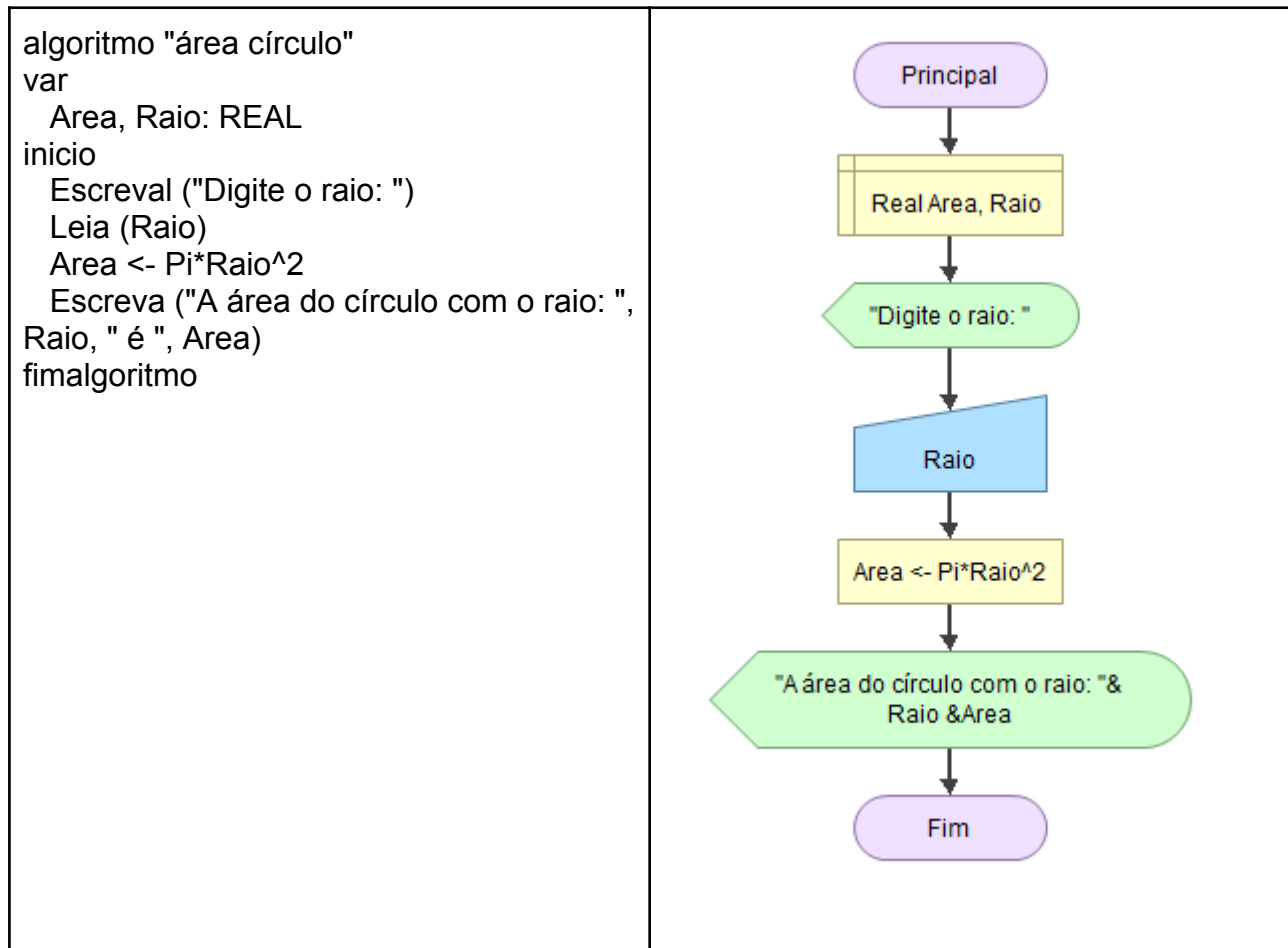 algoritmo "área círculo"
var
Area, Raio: REAL
inicio
Escreval ("Digite o raio: ")
Leia (Raio)
Area <- Pi*Raio^2
Escreva ("A área do círculo com o raio: ",
Raio, " é ", Area)
fimalgoritmo
Principal
Real Area, Raio
"Digite o raio: "
Raio
Area <- Pi*Raio^2
"A área do círculo com o raio: "&
Raio &Area
Fim